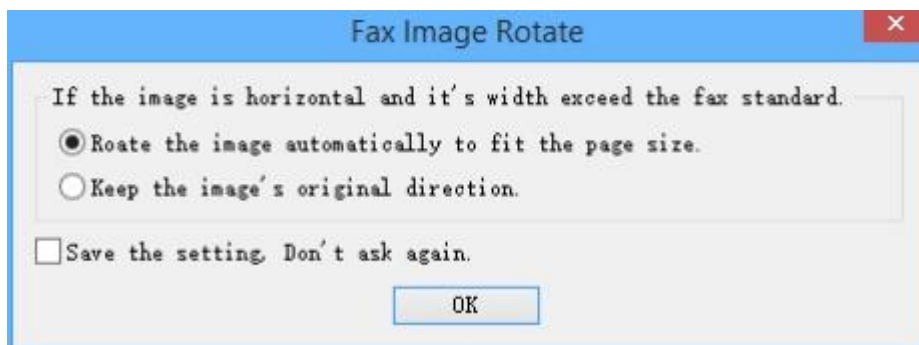 Fax Image Rotate
If the image is horizontal and it's width exceed the fax standard.
Roate the image automatically to fit the page size.
Keep the image's original direction.
Save the setting, Don't ask again.
OK